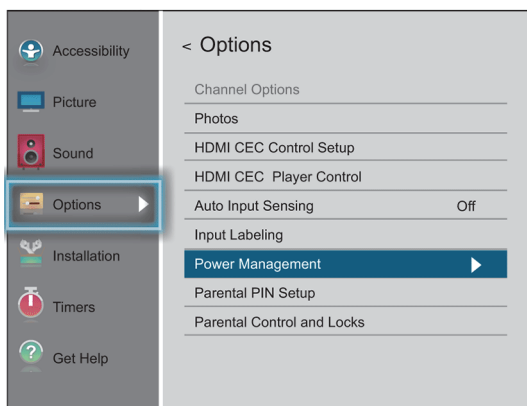 Accessibility
Picture
Sound
Options
Installation
Timers
Get Help
< Options
Channel Options
Photos
HDMI CEC Control Setup
HDMI CEC  Player Control
Auto Input Sensing Off
Input Labeling
Power Management
Parental PIN Setup
Parental Control and Locks